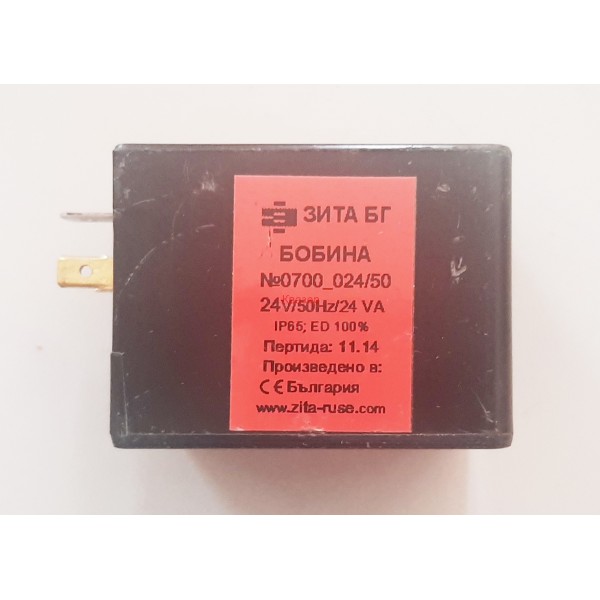 ЗИТА БГ
БОБИНА
№0700_024/50
24V/50Hz/24 VA
IP65; ED 100%
Пертида: 11.14
Произведено в:
CE България
www.zita-ruse.com